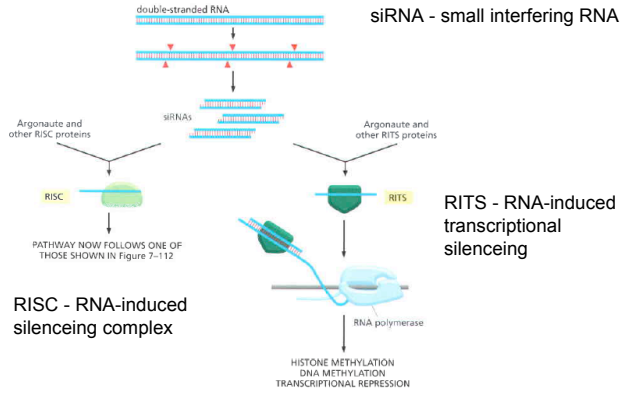 double-stranded RNA
siRNA - small interfering RNA
siRNAs
Argonaute and
other RISC proteins
Argonaute and
other RITS proteins
RISC
RITS
RITS - RNA-induced
transcriptional
silenceing
PATHWAY NOW FOLLOWS ONE OF
THOSE SHOWN IN Figure 7–112
RISC - RNA-induced
silenceing complex
RNA polymerase
HISTONE METHYLATION
DNA METHYLATION
TRANSCRIPTIONAL REPRESSION